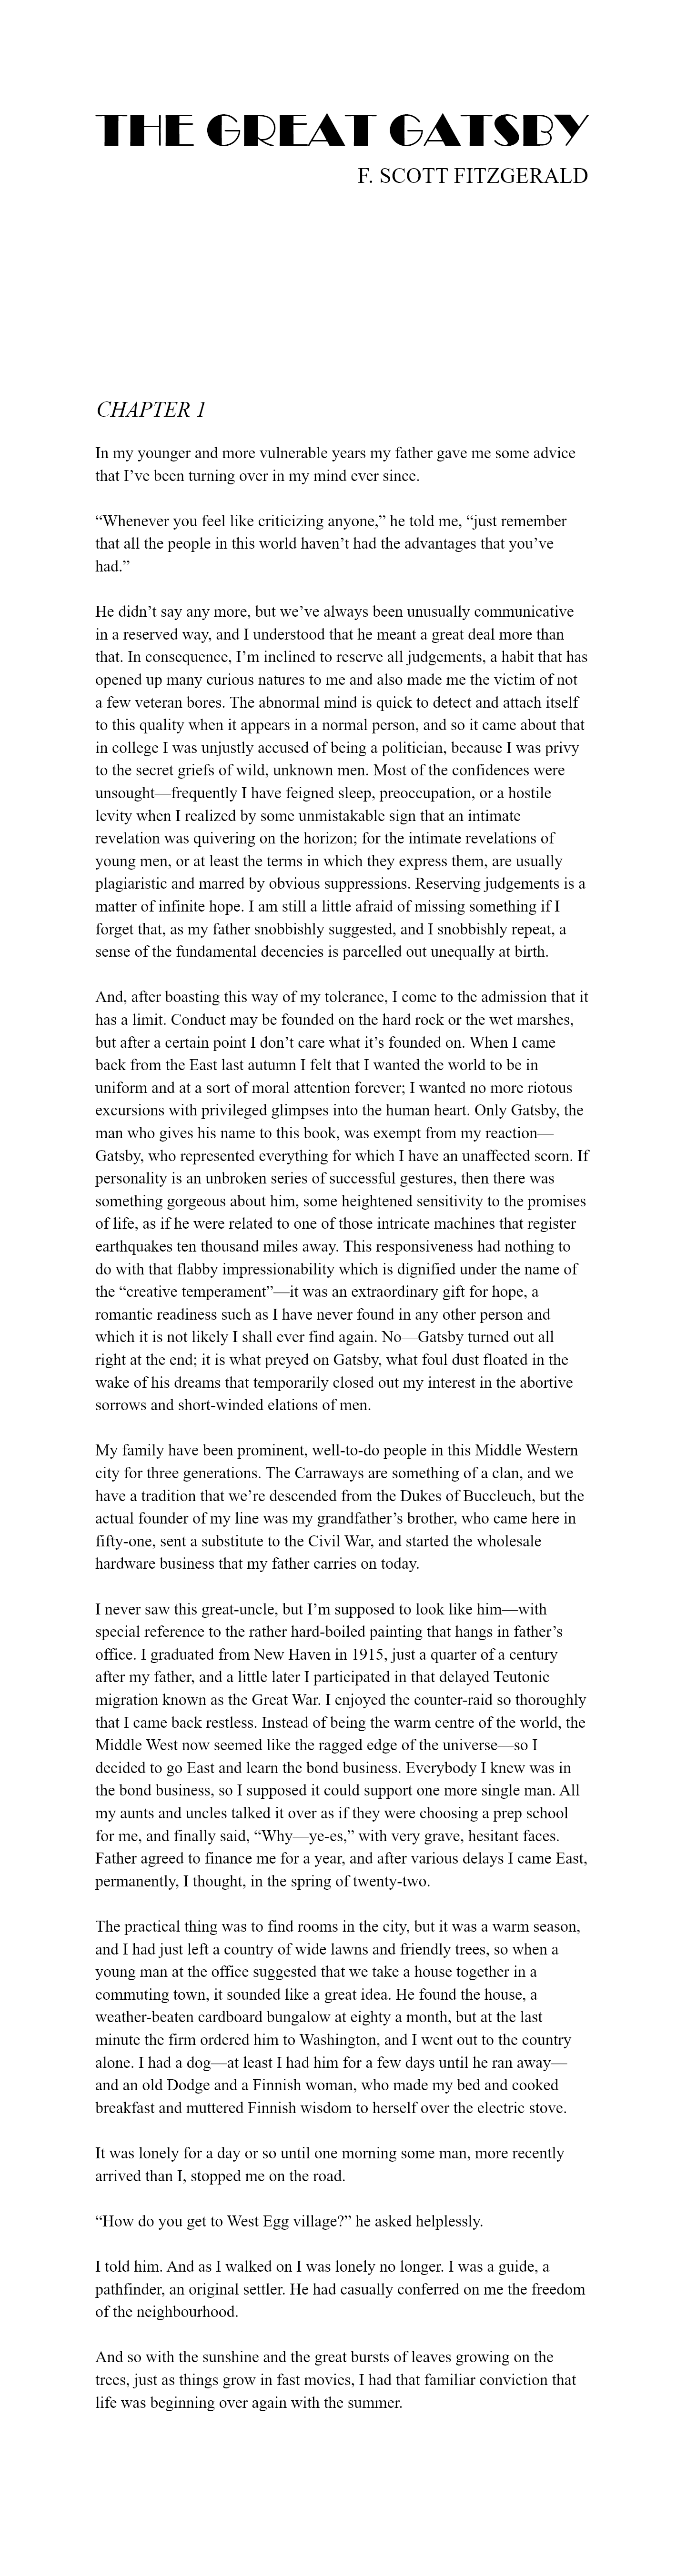 THE GREAT GATSBY
F. SCOTT FITZGERALD
CHAPTER 1
In my younger and more vulnerable years my father gave me some advice
that I’ve been turning over in my mind ever since.
“Whenever you feel like criticizing anyone,” he told me, “just remember
that all the people in this world haven’t had the advantages that you’ve
had.”
He didn’t say any more, but we’ve always been unusually communicative
in a reserved way, and I understood that he meant a great deal more than
that. In consequence, I’m inclined to reserve all judgements, a habit that has
opened up many curious natures to me and also made me the victim of not
a few veteran bores. The abnormal mind is quick to detect and attach itself
to this quality when it appears in a normal person, and so it came about that
in college I was unjustly accused of being a politician, because I was privy
to the secret griefs of wild, unknown men. Most of the confidences were
unsought—frequently I have feigned sleep, preoccupation, or a hostile
levity when I realized by some unmistakable sign that an intimate
revelation was quivering on the horizon; for the intimate revelations of
young men, or at least the terms in which they express them, are usually
plagiaristic and marred by obvious suppressions. Reserving judgements is a
matter of infinite hope. I am still a little afraid of missing something if I
forget that, as my father snobbishly suggested, and I snobbishly repeat, a
sense of the fundamental decencies is parcelled out unequally at birth.
And, after boasting this way of my tolerance, I come to the admission that it
has a limit. Conduct may be founded on the hard rock or the wet marshes,
but after a certain point I don’t care what it’s founded on. When I came
back from the East last autumn I felt that I wanted the world to be in
uniform and at a sort of moral attention forever; I wanted no more riotous
excursions with privileged glimpses into the human heart. Only Gatsby, the
man who gives his name to this book, was exempt from my reaction—
Gatsby, who represented everything for which I have an unaffected scorn. If
personality is an unbroken series of successful gestures, then there was
something gorgeous about him, some heightened sensitivity to the promises
of life, as if he were related to one of those intricate machines that register
earthquakes ten thousand miles away. This responsiveness had nothing to
do with that flabby impressionability which is dignified under the name of
the “creative temperament”—it was an extraordinary gift for hope, a
romantic readiness such as I have never found in any other person and
which it is not likely I shall ever find again. No—Gatsby turned out all
right at the end; it is what preyed on Gatsby, what foul dust floated in the
wake of his dreams that temporarily closed out my interest in the abortive
sorrows and short-winded elations of men.
My family have been prominent, well-to-do people in this Middle Western
city for three generations. The Carraways are something of a clan, and we
have a tradition that we’re descended from the Dukes of Buccleuch, but the
actual founder of my line was my grandfather’s brother, who came here in
fifty-one, sent a substitute to the Civil War, and started the wholesale
hardware business that my father carries on today.
I never saw this great-uncle, but I’m supposed to look like him—with
special reference to the rather hard-boiled painting that hangs in father’s
office. I graduated from New Haven in 1915, just a quarter of a century
after my father, and a little later I participated in that delayed Teutonic
migration known as the Great War. I enjoyed the counter-raid so thoroughly
that I came back restless. Instead of being the warm centre of the world, the
Middle West now seemed like the ragged edge of the universe—so I
decided to go East and learn the bond business. Everybody I knew was in
the bond business, so I supposed it could support one more single man. All
my aunts and uncles talked it over as if they were choosing a prep school
for me, and finally said, “Why—ye-es,” with very grave, hesitant faces.
Father agreed to finance me for a year, and after various delays I came East,
permanently, I thought, in the spring of twenty-two.
The practical thing was to find rooms in the city, but it was a warm season,
and I had just left a country of wide lawns and friendly trees, so when a
young man at the office suggested that we take a house together in a
commuting town, it sounded like a great idea. He found the house, a
weather-beaten cardboard bungalow at eighty a month, but at the last
minute the firm ordered him to Washington, and I went out to the country
alone. I had a dog—at least I had him for a few days until he ran away—
and an old Dodge and a Finnish woman, who made my bed and cooked
breakfast and muttered Finnish wisdom to herself over the electric stove.
It was lonely for a day or so until one morning some man, more recently
arrived than I, stopped me on the road.
“How do you get to West Egg village?” he asked helplessly.
I told him. And as I walked on I was lonely no longer. I was a guide, a
pathfinder, an original settler. He had casually conferred on me the freedom
of the neighbourhood.
And so with the sunshine and the great bursts of leaves growing on the
trees, just as things grow in fast movies, I had that familiar conviction that
life was beginning over again with the summer.